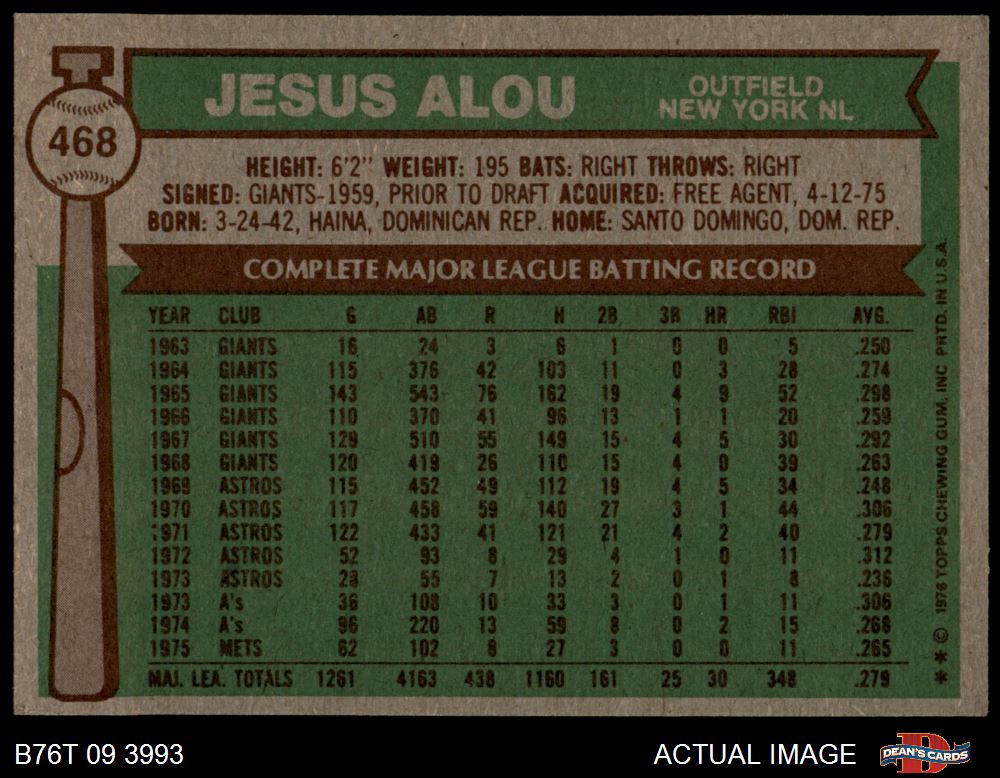 468
JESUS ALOU
OUTFIELD
NEW YORK NL
HEIGHT: 6'2" WEIGHT: 195 BATS: RIGHT THROWS: RIGHT
SIGNED: GIANTS-1959, PRIOR TO DRAFT ACQUIRED: FREE AGENT, 4-12-75
BORN: 3-24-42, HAINA, DOMINICAN REP. HOME: SANTO DOMINGO, DOM. REP.
COMPLETE MAJOR LEAGUE BATTING RECORD
YEAR CLUB G AB R H 2B 3B HR RBI AVG.
1963 GIANTS 16 24 3 6 1 0 0 5 .250
1964 GIANTS 115 376 42 103 11 0 3 28 .274
1965 GIANTS 143 543 76 162 19 4 9 52 .298
1966 GIANTS 110 370 41 96 13 1 1 20 .259
1967 GIANTS 129 510 55 149 15 4 5 30 .292
1968 GIANTS 120 419 26 110 15 4 0 39 .263
1969 ASTROS 115 452 49 112 19 4 5 34 .248
1970 ASTROS 117 458 59 140 27 3 1 44 .306
1971 ASTROS 122 433 41 121 21 4 2 40 .279
1972 ASTROS 52 93 8 29 4 1 0 11 .312
1973 ASTROS 28 55 7 13 2 0 1 8 .236
1973 A's 36 108 10 33 3 0 1 11 .306
1974 A's 96 220 13 59 8 0 2 15 .268
1975 METS 62 102 8 27 3 0 0 11 .265
MAJ. LEA. TOTALS 1261 4163 438 1160 161 25 30 348 .279
* * © 1976 TOPPS CHEWING GUM, INC PRTD. IN U.S.A.
B76T 09 3993
ACTUAL IMAGE
D
DEAN'S CARDS